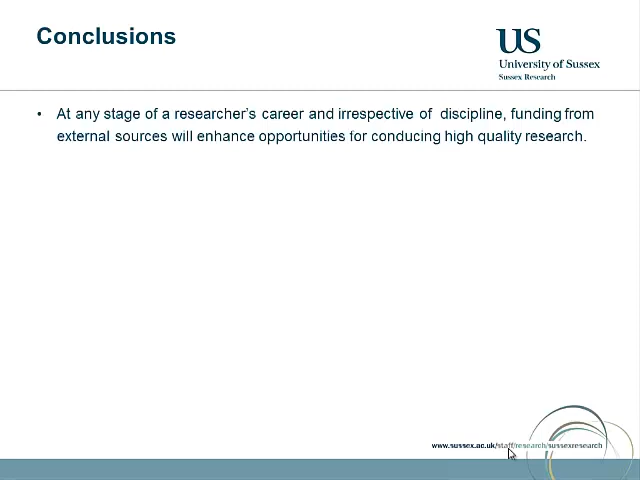 Conclusions
US
University of Sussex
Sussex Research
• At any stage of a researcher's career and irrespective of discipline, funding from
external sources will enhance opportunities for conducing high quality research.
www.sussex.ac.uk/staff/research/sussexresearch